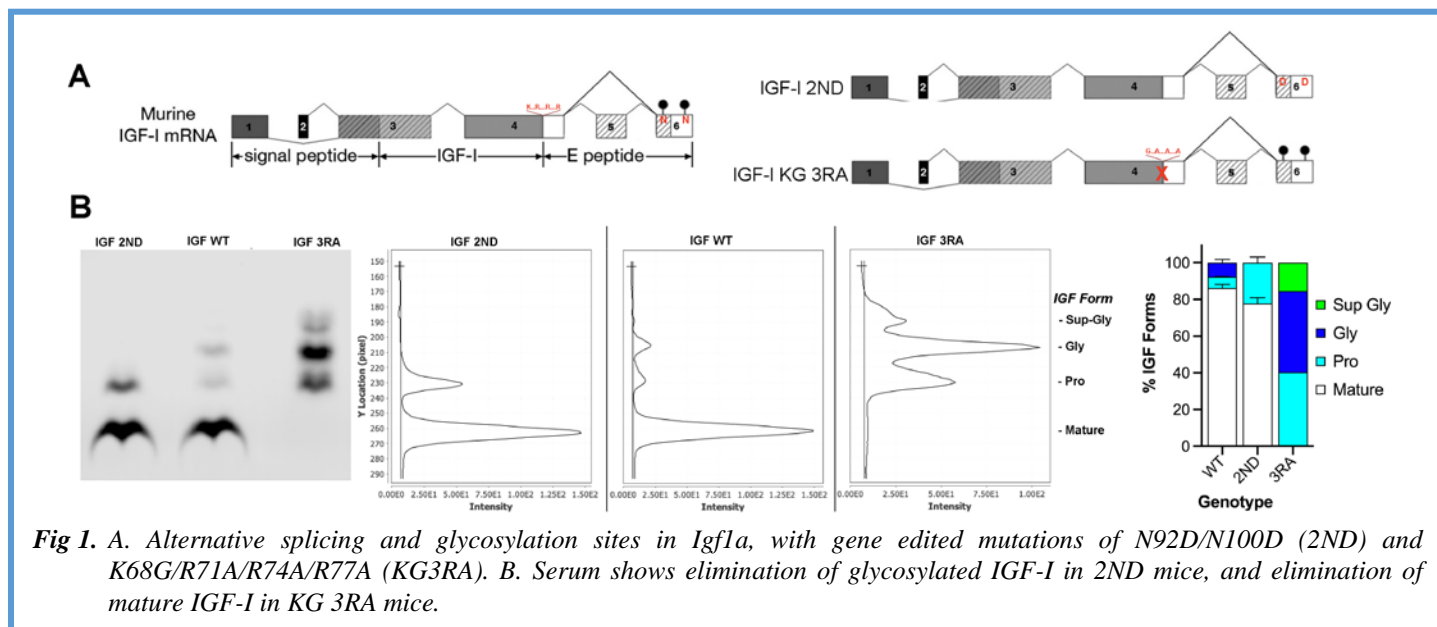 A
Murine
IGF-I mRNA
1
2
3
4
5
6
K..R..R..R
N
N
signal peptide
IGF-I
E peptide
IGF-I 2ND
1
2
3
4
5
6
D
D
IGF-I KG 3RA
1
2
3
4
5
6
G..A..A..A
X
B
IGF 2ND IGF WT IGF 3RA
IGF 2ND
IGF WT
IGF 3RA
Y Location (pixel)
150
160
170
180
190
200
210
220
230
240
250
260
270
280
290
0.00E0 2.50E1 5.00E1 7.50E1 1.00E2 1.25E2 1.50E2
Intensity
0.00E0 2.50E1 5.00E1 7.50E1 1.00E2 1.25E2 1.50E2
Intensity
0.00E0 2.50E1 5.00E1 7.50E1 1.00E2
Intensity
IGF Form
- Sup-Gly
- Gly
- Pro
- Mature
% IGF Forms
100
80
60
40
20
0
WT
2ND
3RA
Genotype
Sup Gly
Gly
Pro
Mature
Fig 1. A. Alternative splicing and glycosylation sites in Igf1a, with gene edited mutations of N92D/N100D (2ND) and
K68G/R71A/R74A/R77A (KG3RA). B. Serum shows elimination of glycosylated IGF-I in 2ND mice, and elimination of
mature IGF-I in KG 3RA mice.